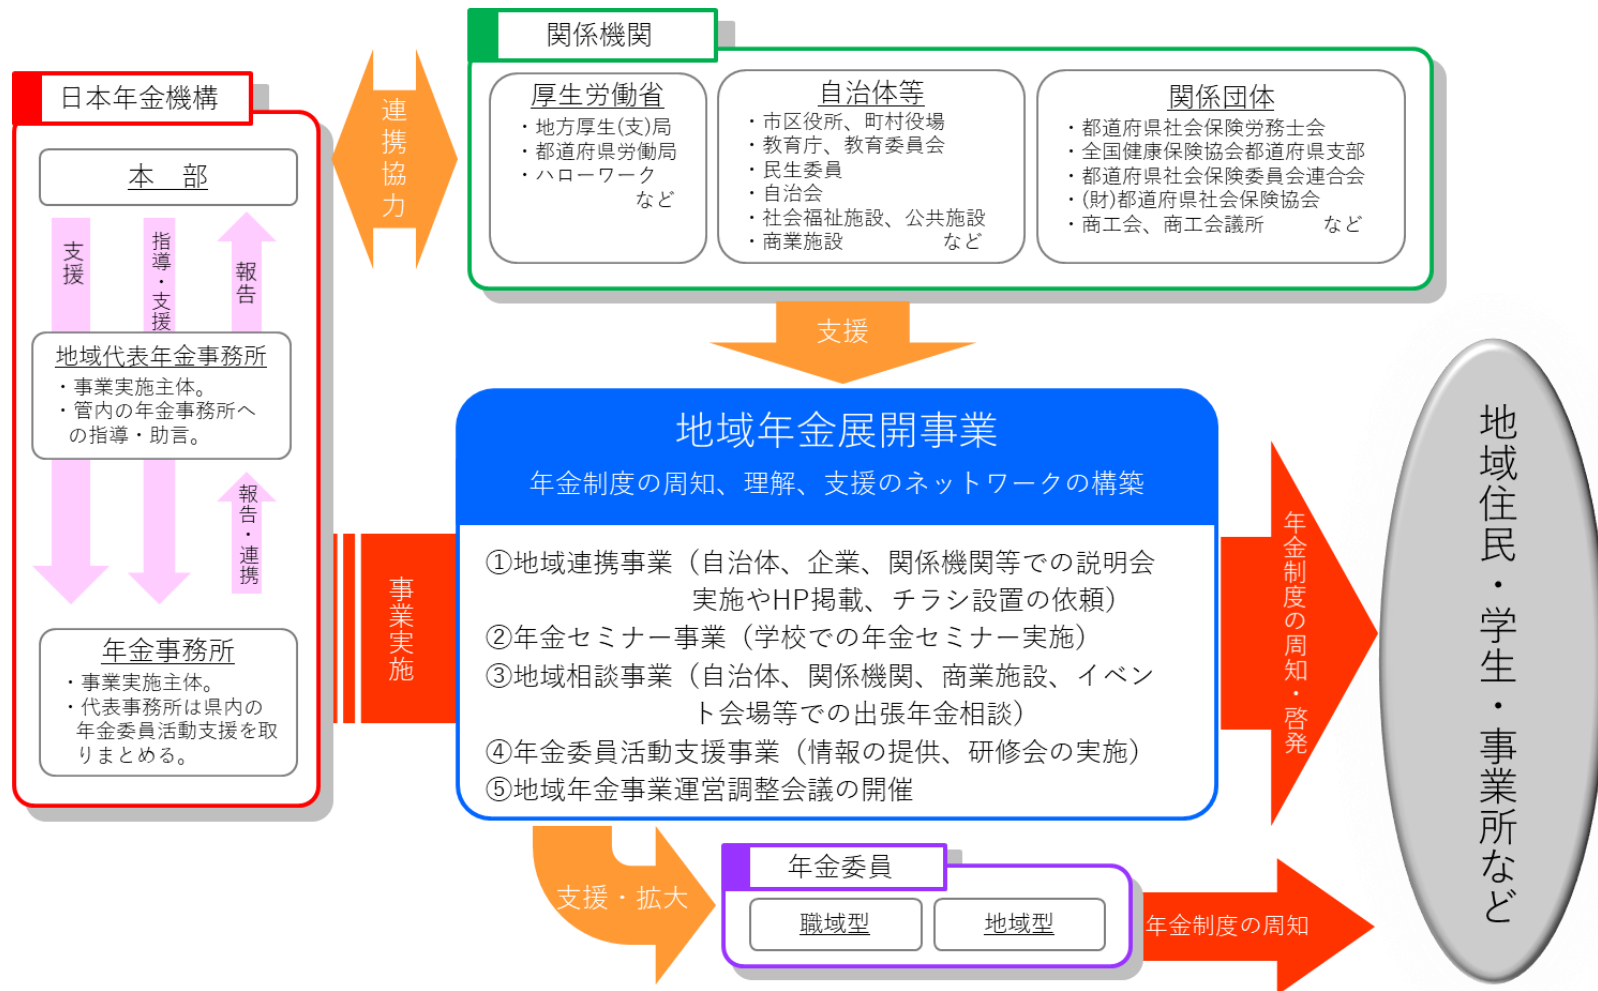 関係機関
厚生労働省
・地方厚生(支)局
・都道府県労働局
・ハローワーク
など
自治体等
・市区役所、町村役場
・教育庁、教育委員会
・民生委員
・自治会
・社会福祉施設、公共施設
・商業施設 など
関係団体
・都道府県社会保険労務士会
・全国健康保険協会都道府県支部
・都道府県社会保険委員会連合会
・(財)都道府県社会保険協会
・商工会、商工会議所 など
日本年金機構
本 部
支援
指導・支援
報告
地域代表年金事務所
・事業実施主体。
・管内の年金事務所へ
の指導・助言。
報告・連携
年金事務所
・事業実施主体。
・代表事務所は県内の
年金委員活動支援を取
りまとめる。
連携協力
支援
事業実施
地域年金展開事業
年金制度の周知、理解、支援のネットワークの構築
①地域連携事業（自治体、企業、関係機関等での説明会
実施やHP掲載、チラシ設置の依頼）
②年金セミナー事業（学校での年金セミナー実施）
③地域相談事業（自治体、関係機関、商業施設、イベン
ト会場等での出張年金相談）
④年金委員活動支援事業（情報の提供、研修会の実施）
⑤地域年金事業運営調整会議の開催
年金制度の周知・啓発
支援・拡大
年金委員
職域型
地域型
年金制度の周知
地域住民・学生・事業所など